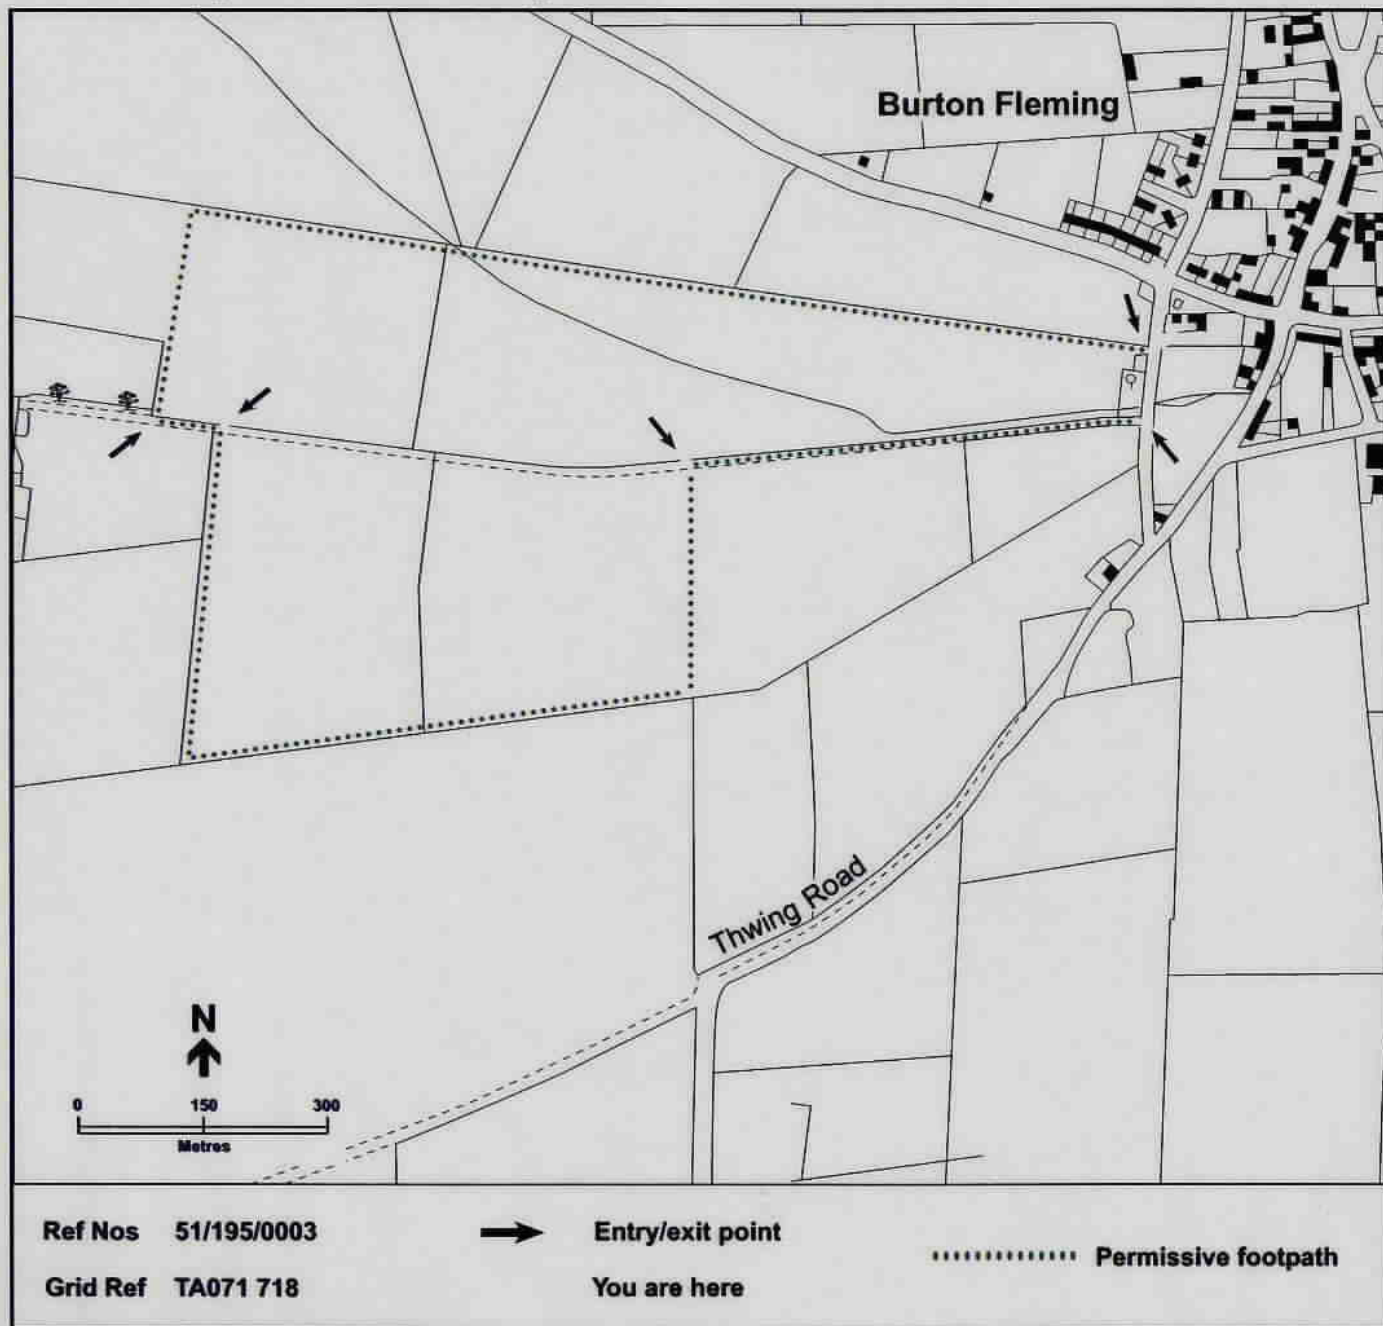 Burton Fleming
Thwing Road
N
0 150 300
Metres
Ref Nos 51/195/0003 Entry/exit point
Permissive footpath
Grid Ref TA071 718 You are here